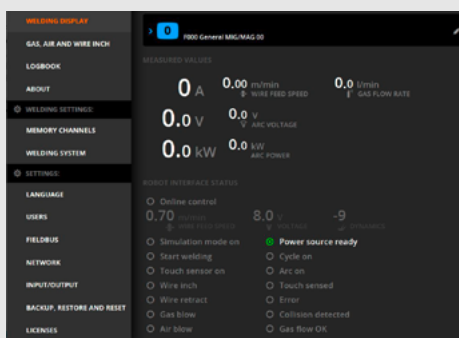 WELDING DISPLAY
GAS, AIR AND WIRE INCH
LOGBOOK
ABOUT
WELDING SETTINGS:
MEMORY CHANNELS
WELDING SYSTEM
SETTINGS:
LANGUAGE
USERS
FIELDBUS
NETWORK
INPUT/OUTPUT
BACKUP, RESTORE AND RESET
LICENSES
> 0 F800 General MIG/MAG 00
MEASURED VALUES
0 A 0.00 m/min 0.0 l/min
WIRE FEED SPEED GAS FLOW RATE
0.0 V 0.0 V
ARC VOLTAGE
0.0 kW 0.0 kW
ARC POWER
ROBOT INTERFACE STATUS
Online control
0.70 m/min 8.0 V -9
WIRE FEED SPEED VOLTAGE DYNAMICS
Simulation mode on Power source ready
Start welding Cycle on
Touch sensor on Arc on
Wire inch Touch sensed
Wire retract Error
Gas blow Collision detected
Air blow Gas flow OK